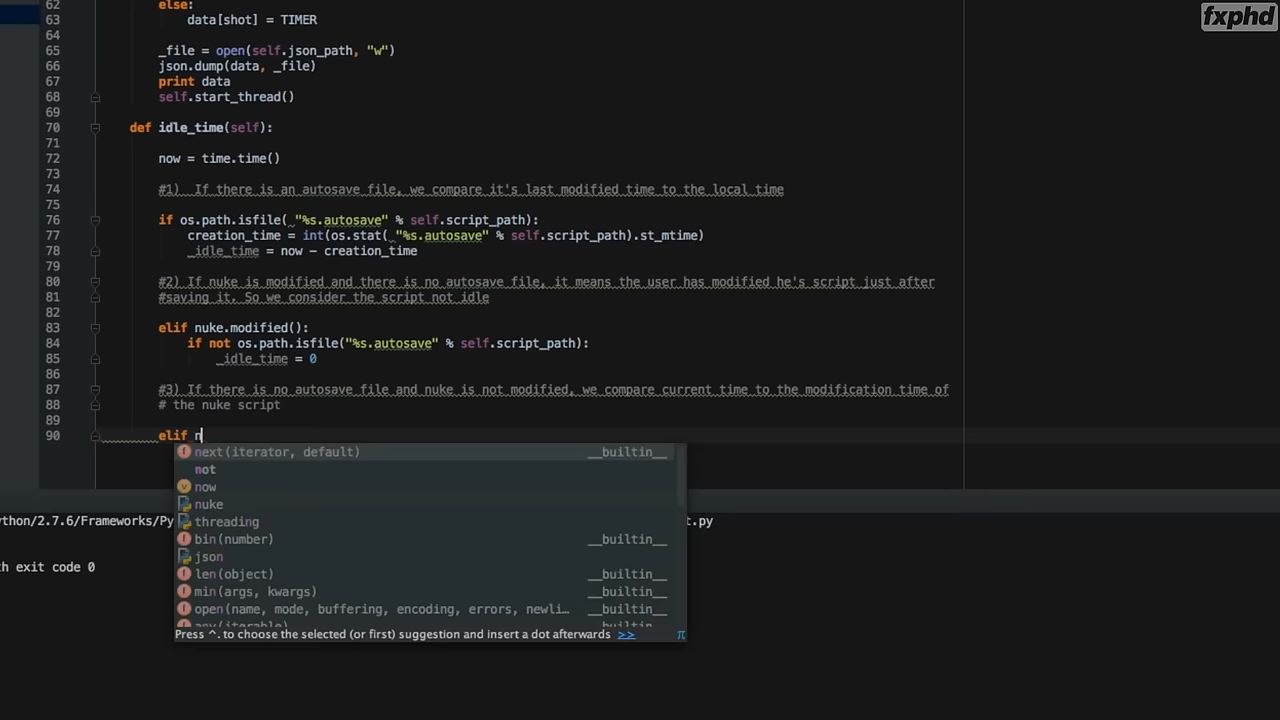 fxphd
62 else:
63 data[shot] = TIMER
64
65 _file = open(self.json_path, "w")
66 json.dump(data, _file)
67 print data
68 self.start_thread()
69
70 def idle_time(self):
71
72 now = time.time()
73
74 #1)  If there is an autosave file, we compare it's last modified time to the local time
75
76 if os.path.isfile( "%s.autosave" % self.script_path):
77 creation_time = int(os.stat( "%s.autosave" % self.script_path).st_mtime)
78 _idle_time = now - creation_time
79
80 #2) If nuke is modified and there is no autosave file, it means the user has modified he's script just after
81 #saving it. So we consider the script not idle
82
83 elif nuke.modified():
84 if not os.path.isfile("%s.autosave" % self.script_path):
85 _idle_time = 0
86
87 #3) If there is no autosave file and nuke is not modified, we compare current time to the modification time of
88 # the nuke script
89
90 elif n
f next(iterator, default) __builtin__
not
v now
nuke
threading
f bin(number) __builtin__
json
f len(object) __builtin__
f min(args, kwargs) __builtin__
f open(name, mode, buffering, encoding, errors, newli... __builtin__
any(iterable) __builtin__
Press ^. to choose the selected (or first) suggestion and insert a dot afterwards >> π
ython/2.7.6/Frameworks/Py t.py
th exit code 0